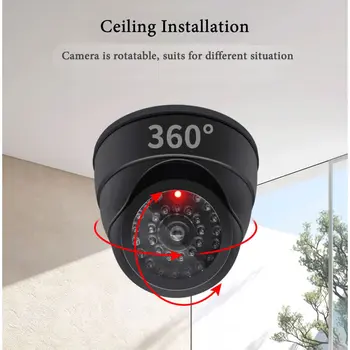 Ceiling Installation
Camera is rotatable, suits for different situation
360°